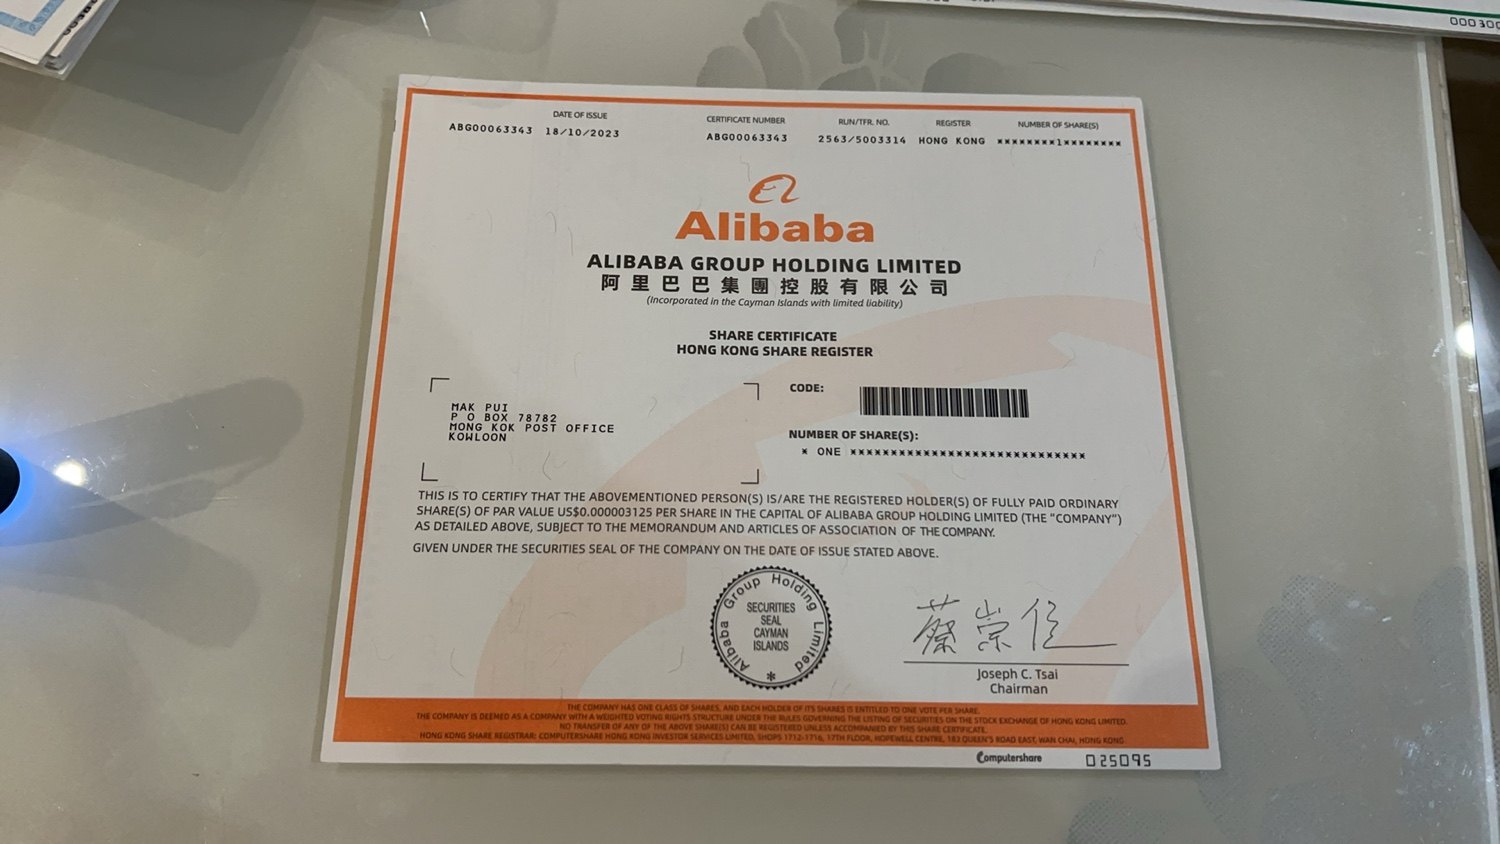 000300
DATE OF ISSUE CERTIFICATE NUMBER RUN/TFR. NO. REGISTER NUMBER OF SHARE(S)
ABG00063343 18/10/2023 ABG00063343 2563/5003314 HONG KONG ********1********
Alibaba
ALIBABA GROUP HOLDING LIMITED
阿里巴巴集團控股有限公司
(Incorporated in the Cayman Islands with limited liability)
SHARE CERTIFICATE
HONG KONG SHARE REGISTER
MAK PUI
P O BOX 78782
MONG KOK POST OFFICE
KOWLOON
CODE:
NUMBER OF SHARE(S):
* ONE ****************************
THIS IS TO CERTIFY THAT THE ABOVEMENTIONED PERSON(S) IS/ARE THE REGISTERED HOLDER(S) OF FULLY PAID ORDINARY
SHARE(S) OF PAR VALUE US$0.000003125 PER SHARE IN THE CAPITAL OF ALIBABA GROUP HOLDING LIMITED (THE "COMPANY")
AS DETAILED ABOVE, SUBJECT TO THE MEMORANDUM AND ARTICLES OF ASSOCIATION OF THE COMPANY.
GIVEN UNDER THE SECURITIES SEAL OF THE COMPANY ON THE DATE OF ISSUE STATED ABOVE.
Alibaba Group Holding Limited
SECURITIES
SEAL
CAYMAN
ISLANDS
*
蔡崇信
Joseph C. Tsai
Chairman
THE COMPANY HAS ONE CLASS OF SHARES, AND EACH HOLDER OF ITS SHARES IS ENTITLED TO ONE VOTE PER SHARE.
THE COMPANY IS DEEMED AS A COMPANY WITH A WEIGHTED VOTING RIGHTS STRUCTURE UNDER THE RULES GOVERNING THE LISTING OF SECURITIES ON THE STOCK EXCHANGE OF HONG KONG LIMITED.
NO TRANSFER OF ANY OF THE ABOVE SHARE(S) CAN BE REGISTERED UNLESS ACCOMPANIED BY THIS SHARE CERTIFICATE.
HONG KONG SHARE REGISTRAR: COMPUTERSHARE HONG KONG INVESTOR SERVICES LIMITED, SHOPS 1712-1716, 17TH FLOOR, HOPEWELL CENTRE, 183 QUEEN'S ROAD EAST, WAN CHAI, HONG KONG
Computershare 025095